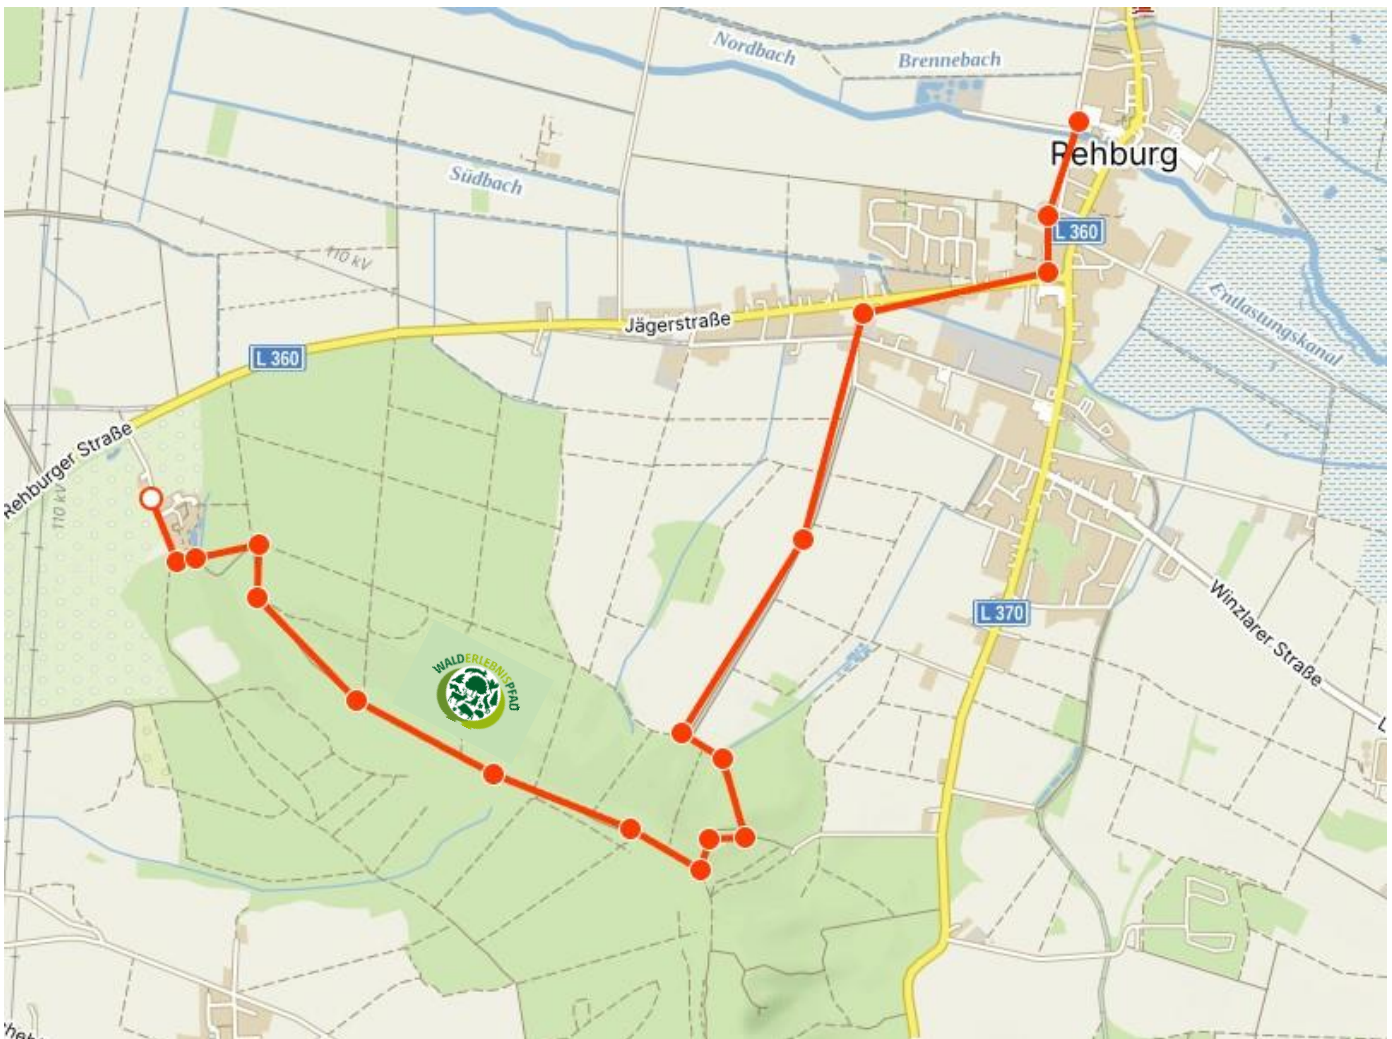 Nordbach
Brennebach
Rehburg
Südbach
L 360
110 kV
Entlastungskanal
Jägerstraße
L 360
Rehburger Straße
110 kV
L 370
Winzlarer Straße
WALDERLEBNISPFAD